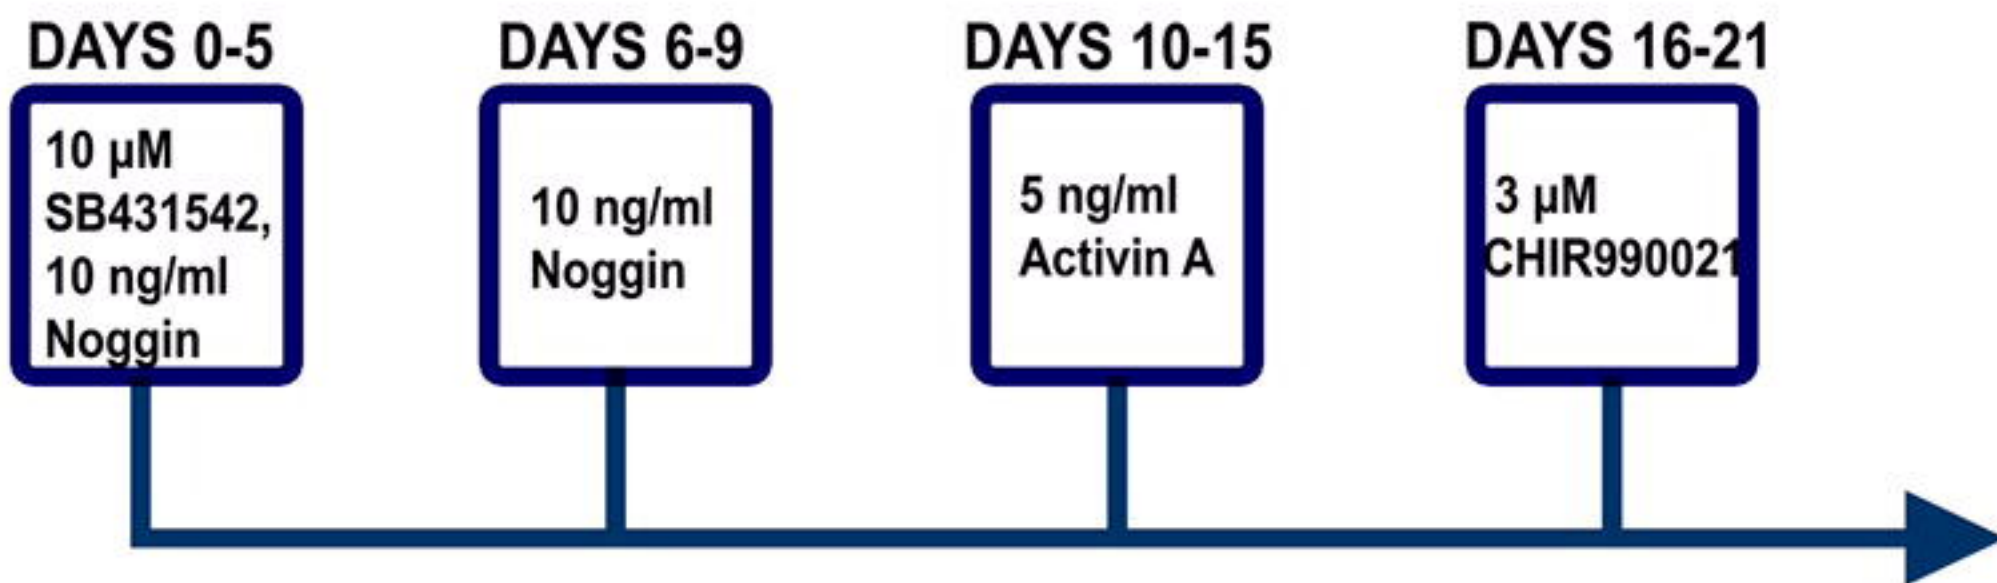 DAYS 0-5
10 µM
SB431542,
10 ng/ml
Noggin
DAYS 6-9
10 ng/ml
Noggin
DAYS 10-15
5 ng/ml
Activin A
DAYS 16-21
3 µM
CHIR990021